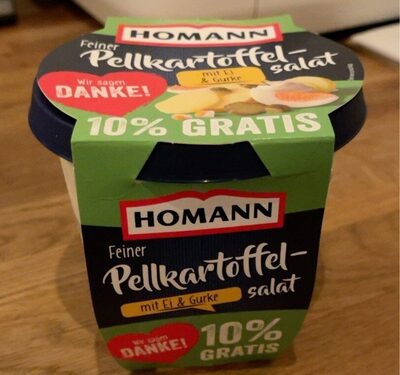 HOMANN
Feiner
Pellkartoffel-
salat
mit Ei
& Gurke
Wir sagen
DANKE!
10% GRATIS
HOMANN
Feiner
Pellkartoffel-
salat
mit Ei & Gurke
Wir sagen
DANKE!
10%
GRATIS